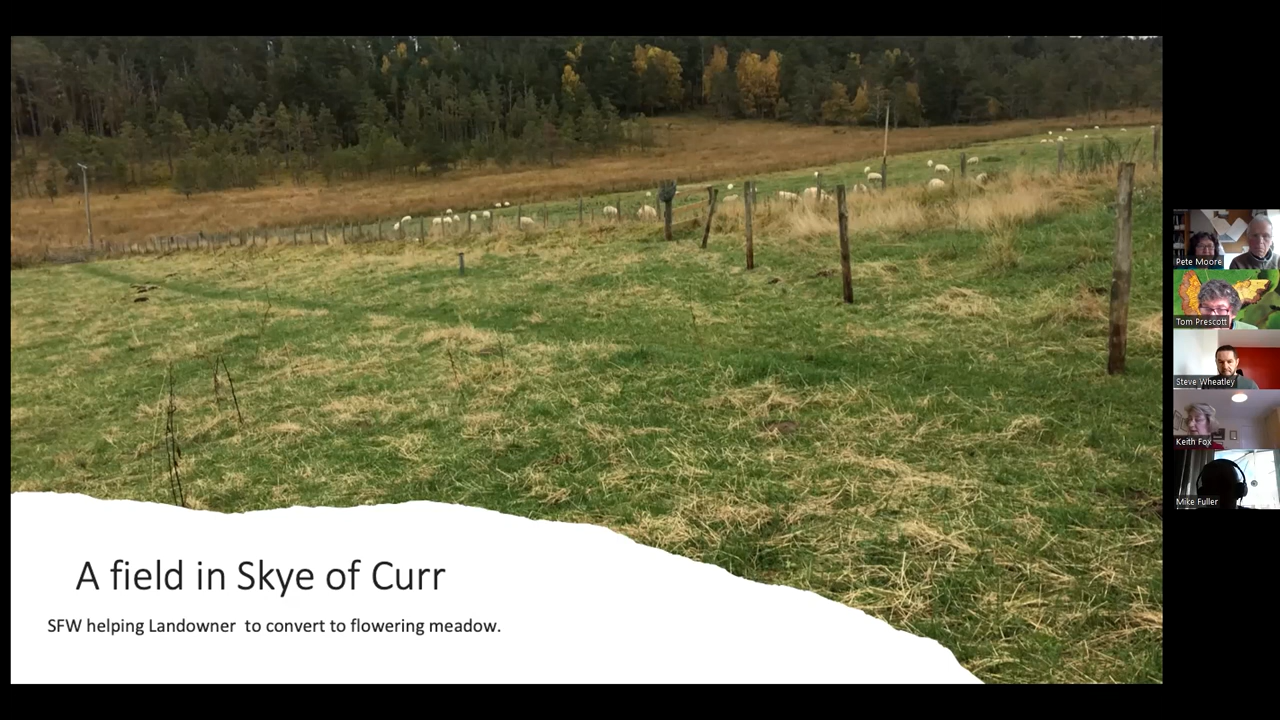 A field in Skye of Curr
SFW helping Landowner to convert to flowering meadow.
Pete Moore
Tom Prescott
Steve Wheatley
Keith Fox
Mike Fuller